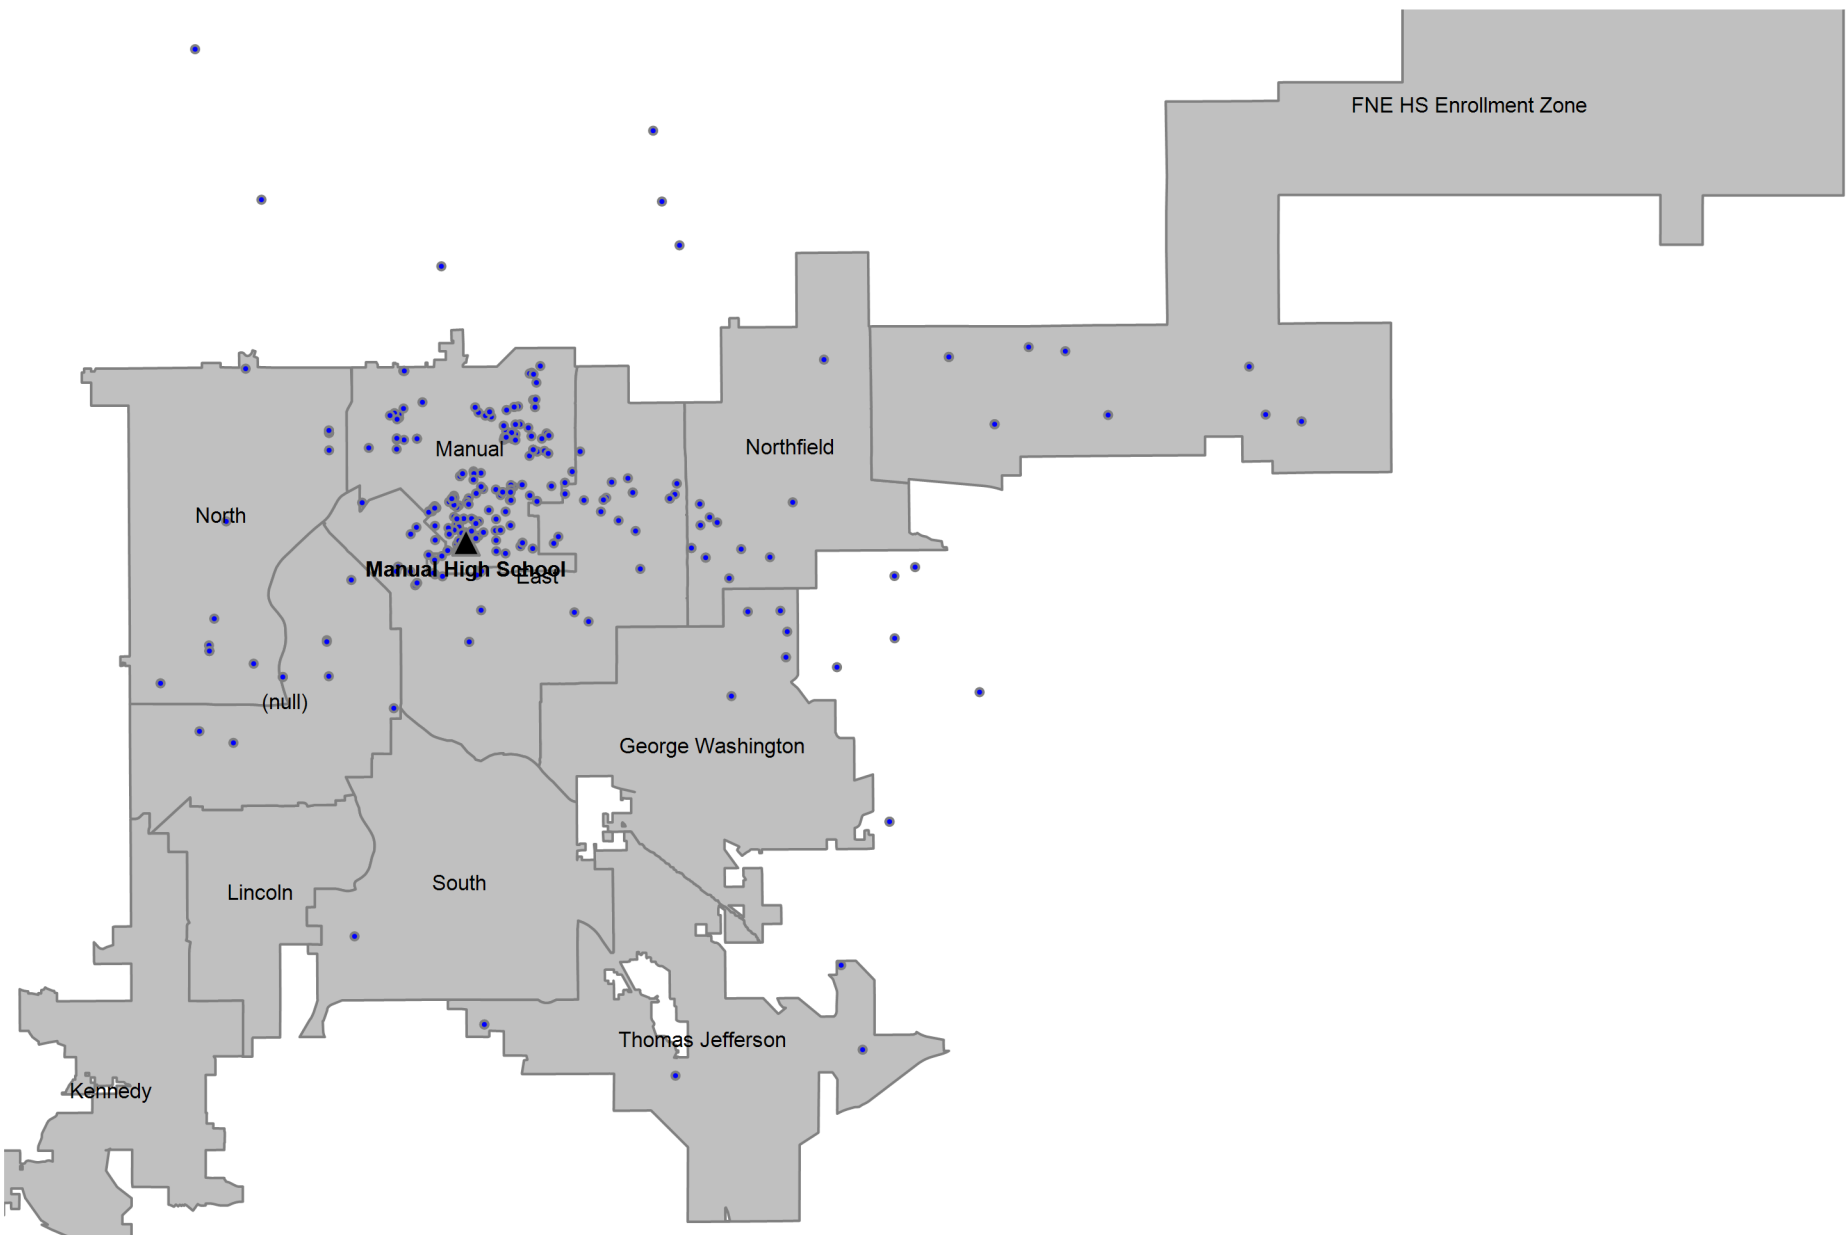 FNE HS Enrollment Zone
Manual
Northfield
North
Manual High School
East
(null)
George Washington
Lincoln
South
Thomas Jefferson
Kennedy